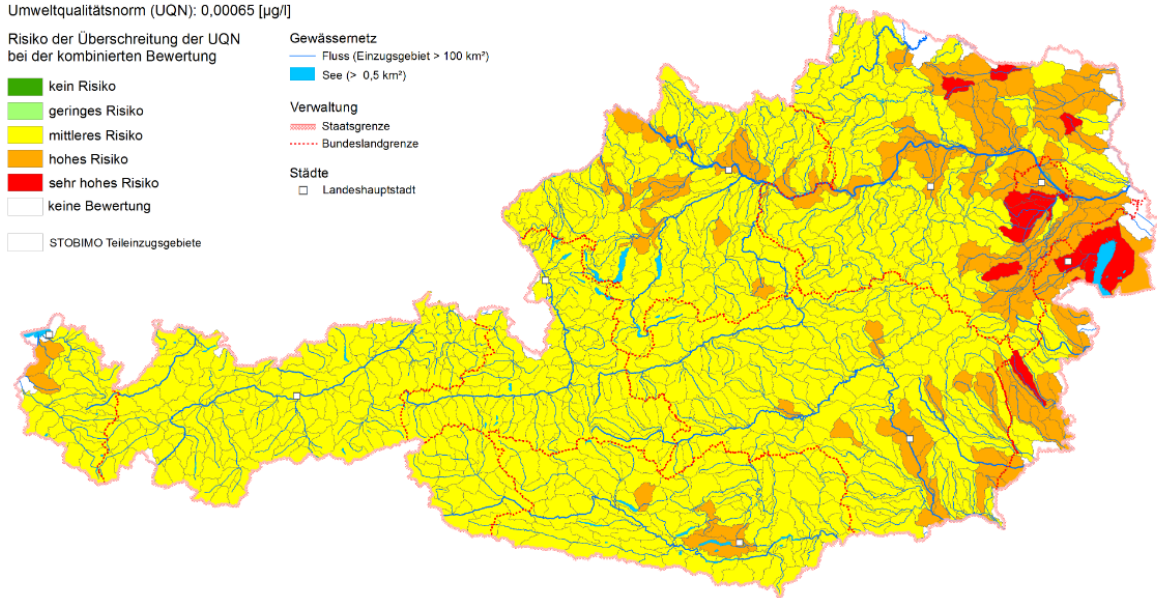 Umweltqualitätsnorm (UQN): 0,00065 [µg/l]
Risiko der Überschreitung der UQN
bei der kombinierten Bewertung
kein Risiko
geringes Risiko
mittleres Risiko
hohes Risiko
sehr hohes Risiko
keine Bewertung
STOBIMO Teileinzugsgebiete
Gewässernetz
Fluss (Einzugsgebiet > 100 km²)
See (> 0,5 km²)
Verwaltung
Staatsgrenze
Bundeslandgrenze
Städte
Landeshauptstadt